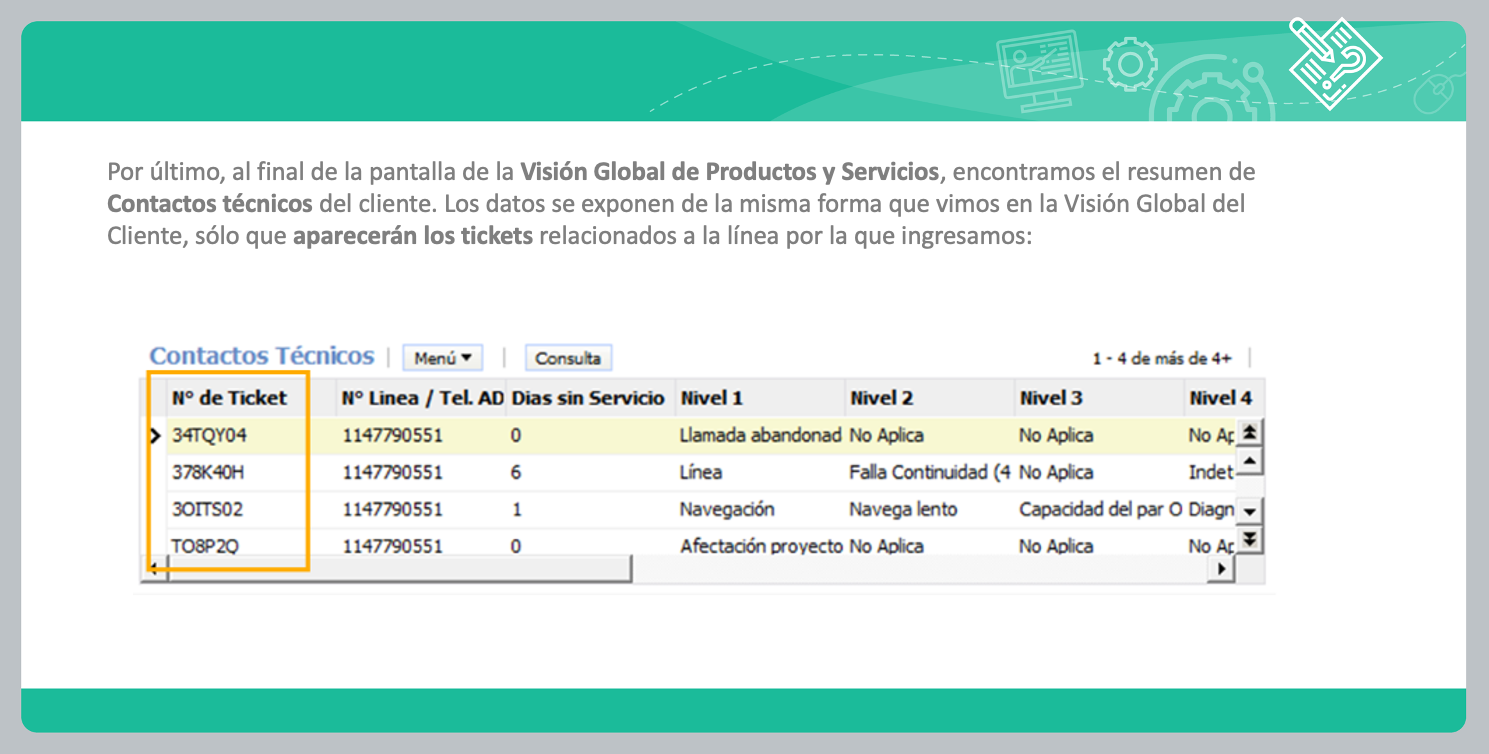 Por último, al final de la pantalla de la Visión Global de Productos y Servicios, encontramos el resumen de
Contactos técnicos del cliente. Los datos se exponen de la misma forma que vimos en la Visión Global del
Cliente, sólo que aparecerán los tickets relacionados a la línea por la que ingresamos:
Contactos Técnicos | Menú | Consulta 1 - 4 de más de 4+ |
Nº de Ticket Nº Linea / Tel. AD Dias sin Servicio Nivel 1 Nivel 2 Nivel 3 Nivel 4
34TQY04 1147790551 0 Llamada abandonad No Aplica No Aplica No Ap
378K40H 1147790551 6 Línea Falla Continuidad (4 No Aplica Indet
3OITS02 1147790551 1 Navegación Navega lento Capacidad del par O Diagn
TO8P2Q 1147790551 0 Afectación proyecto No Aplica No Aplica No Ap